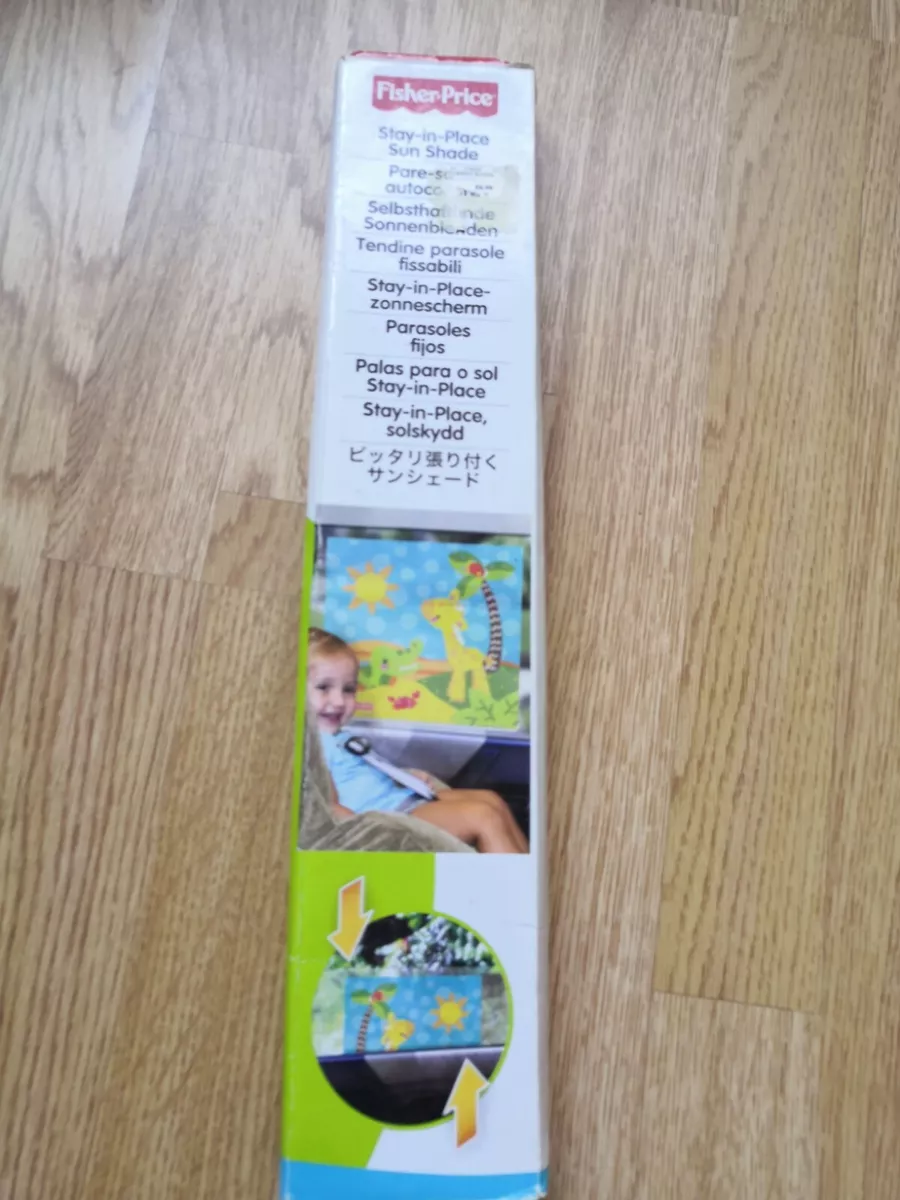 Fisher-Price
Stay-in-Place
Sun Shade
Tendine parasole
fissabili
Stay-in-Place-
zonnescherm
Parasoles
fijos
Palas para o sol
Stay-in-Place
Stay-in-Place,
solskydd
ピッタリ張り付く
サンシェード